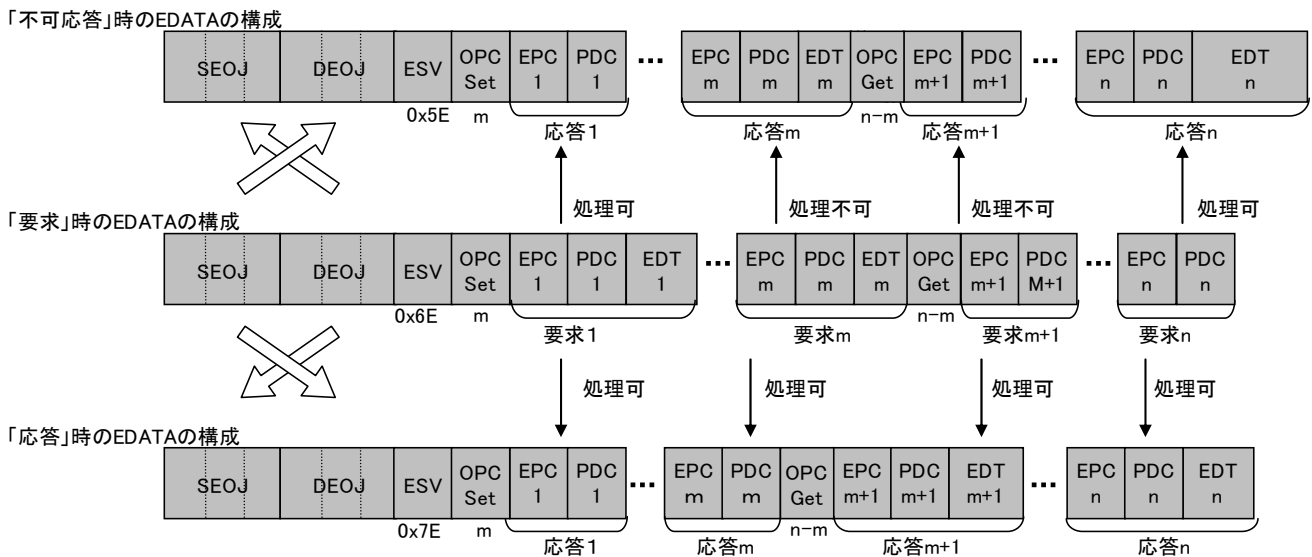 「不可応答」時のEDATAの構成
SEOJ DEOJ ESV OPC Set EPC 1 PDC 1 … EPC m PDC m EDT m OPC Get EPC m+1 PDC m+1 … EPC n PDC n EDT n
0x5E m 応答1 応答m n-m 応答m+1 応答n
処理可 処理不可 処理不可 処理可
「要求」時のEDATAの構成
SEOJ DEOJ ESV OPC Set EPC 1 PDC 1 EDT 1 … EPC m PDC m EDT m OPC Get EPC m+1 PDC M+1 … EPC n PDC n
0x6E m 要求1 要求m n-m 要求m+1 要求n
処理可 処理可 処理可 処理可
「応答」時のEDATAの構成
SEOJ DEOJ ESV OPC Set EPC 1 PDC 1 … EPC m PDC m OPC Get EPC m+1 PDC m+1 EDT m+1 … EPC n PDC n EDT n
0x7E m 応答1 応答m n-m 応答m+1 応答n